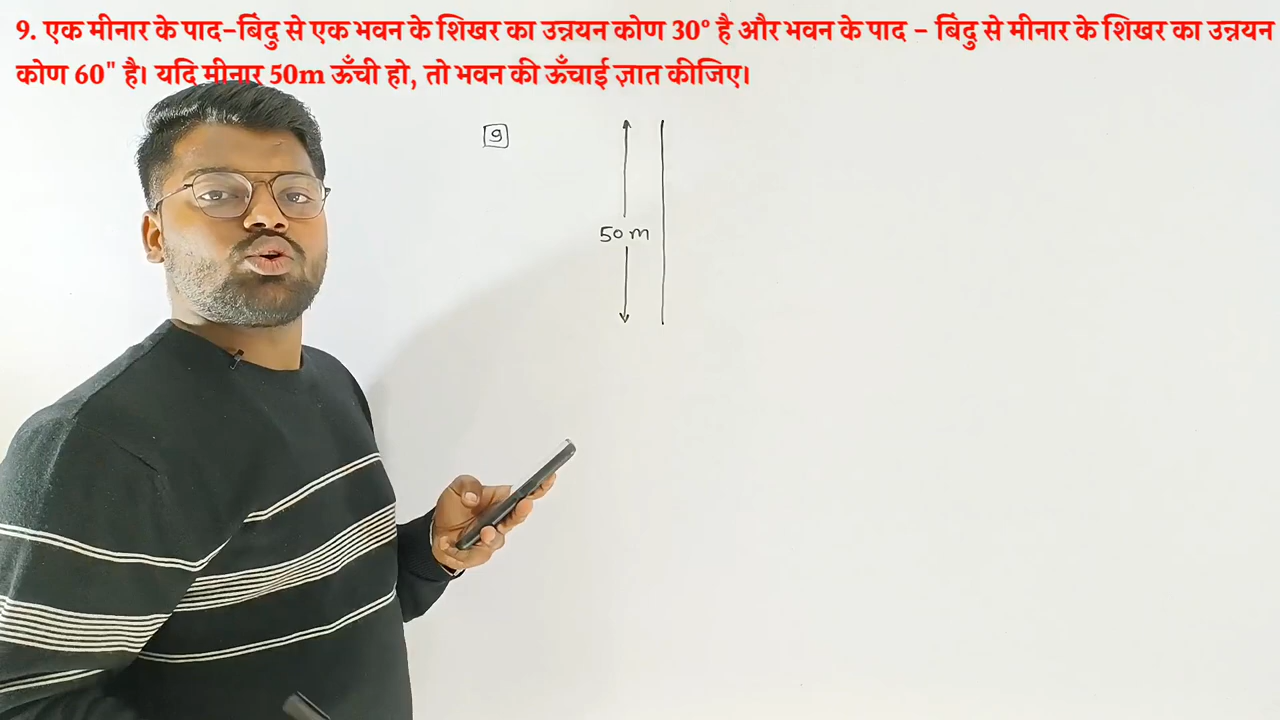 9. एक मीनार के पाद-बिंदु से एक भवन के शिखर का उन्नयन कोण 30° है और भवन के पाद - बिंदु से मीनार के शिखर का उन्नयन
कोण 60" है। यदि मीनार 50m ऊँची हो, तो भवन की ऊँचाई ज्ञात कीजिए।
9
50 m